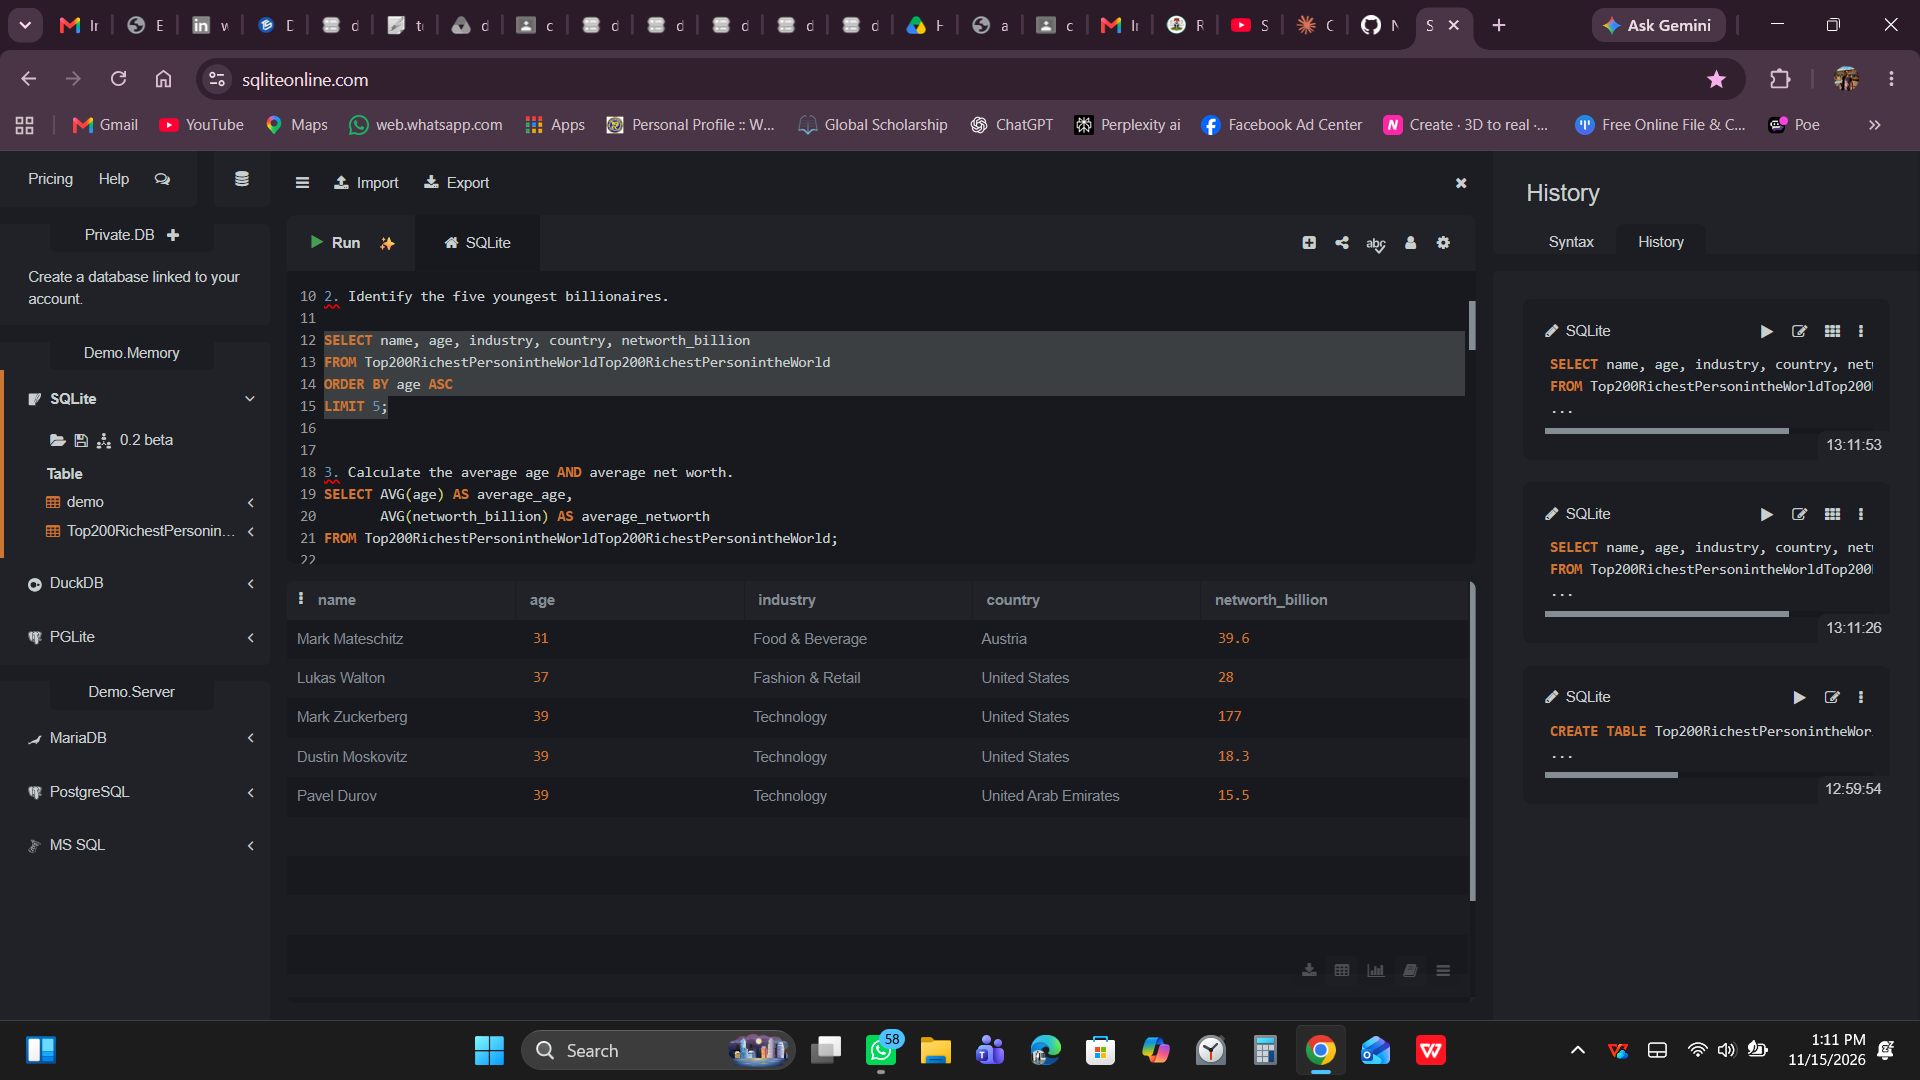 Ir
E
w
D
d
t
d
c
d
d
d
d
d
H
a
c
Ir
R
S
C
N
S
Ask Gemini
sqliteonline.com
Gmail
YouTube
Maps
web.whatsapp.com
Apps
Personal Profile :: W...
Global Scholarship
ChatGPT
Perplexity ai
Facebook Ad Center
Create · 3D to real ·...
Free Online File & C...
Poe
»
Pricing
Help
Import
Export
Private.DB
Create a database linked to your
account.
Demo.Memory
SQLite
0.2 beta
Table
demo
Top200RichestPersonin...
DuckDB
PGLite
Demo.Server
MariaDB
PostgreSQL
MS SQL
Run
SQLite
abc
10 2. Identify the five youngest billionaires.
11
12 SELECT name, age, industry, country, networth_billion
13 FROM Top200RichestPersonintheWorldTop200RichestPersonintheWorld
14 ORDER BY age ASC
15 LIMIT 5;
16
17
18 3. Calculate the average age AND average net worth.
19 SELECT AVG(age) AS average_age,
20 AVG(networth_billion) AS average_networth
21 FROM Top200RichestPersonintheWorldTop200RichestPersonintheWorld;
22
name age industry country networth_billion
Mark Mateschitz 31 Food & Beverage Austria 39.6
Lukas Walton 37 Fashion & Retail United States 28
Mark Zuckerberg 39 Technology United States 177
Dustin Moskovitz 39 Technology United States 18.3
Pavel Durov 39 Technology United Arab Emirates 15.5
History
Syntax
History
SQLite
SELECT name, age, industry, country, net
FROM Top200RichestPersonintheWorldTop200
...
13:11:53
SQLite
SELECT name, age, industry, country, net
FROM Top200RichestPersonintheWorldTop200
...
13:11:26
SQLite
CREATE TABLE Top200RichestPersonintheWor
...
12:59:54
Search
58
1:11 PM
11/15/2026